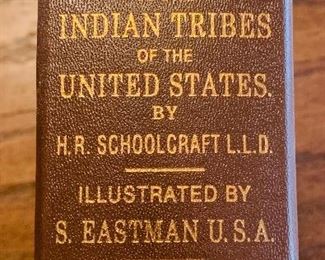 INDIAN TRIBES
OF THE
UNITED STATES.
BY
H.R. SCHOOLCRAFT L.L.D.
ILLUSTRATED BY
S. EASTMAN U.S.A.